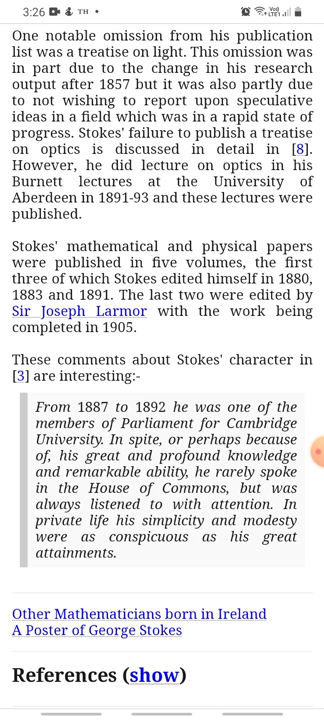 3:26 TH •
Vo)) LTE1
One notable omission from his publication
list was a treatise on light. This omission was
in part due to the change in his research
output after 1857 but it was also partly due
to not wishing to report upon speculative
ideas in a field which was in a rapid state of
progress. Stokes' failure to publish a treatise
on optics is discussed in detail in [8].
However, he did lecture on optics in his
Burnett lectures at the University of
Aberdeen in 1891-93 and these lectures were
published.
Stokes' mathematical and physical papers
were published in five volumes, the first
three of which Stokes edited himself in 1880,
1883 and 1891. The last two were edited by
Sir Joseph Larmor with the work being
completed in 1905.
These comments about Stokes' character in
[3] are interesting:-
From 1887 to 1892 he was one of the
members of Parliament for Cambridge
University. In spite, or perhaps because
of, his great and profound knowledge
and remarkable ability, he rarely spoke
in the House of Commons, but was
always listened to with attention. In
private life his simplicity and modesty
were as conspicuous as his great
attainments.
Other Mathematicians born in Ireland
A Poster of George Stokes
References (show)